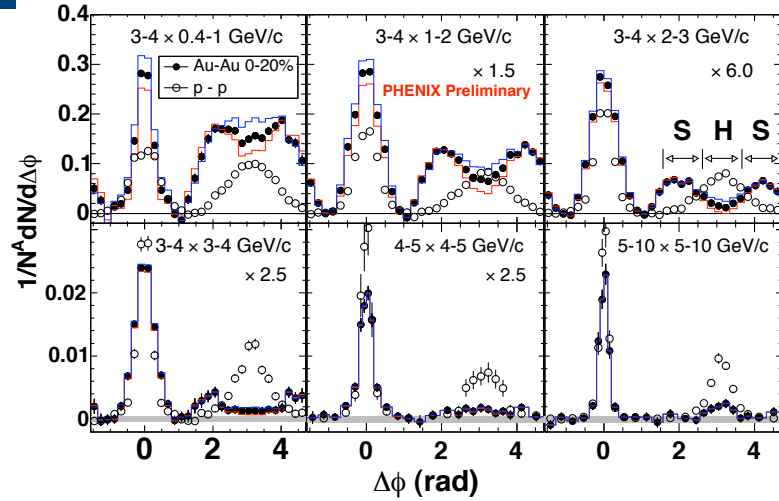 3-4 × 0.4-1 GeV/c
3-4 × 1-2 GeV/c
3-4 × 2-3 GeV/c
Au-Au 0-20%
p - p
× 1.5
PHENIX Preliminary
× 6.0
S H S
0.4
0.3
0.2
0.1
0
1/N^A dN/dΔϕ
3-4 × 3-4 GeV/c
4-5 × 4-5 GeV/c
5-10 × 5-10 GeV/c
× 2.5
× 2.5
0.02
0.01
0
0 2 4
0 2 4
0 2 4
Δϕ (rad)